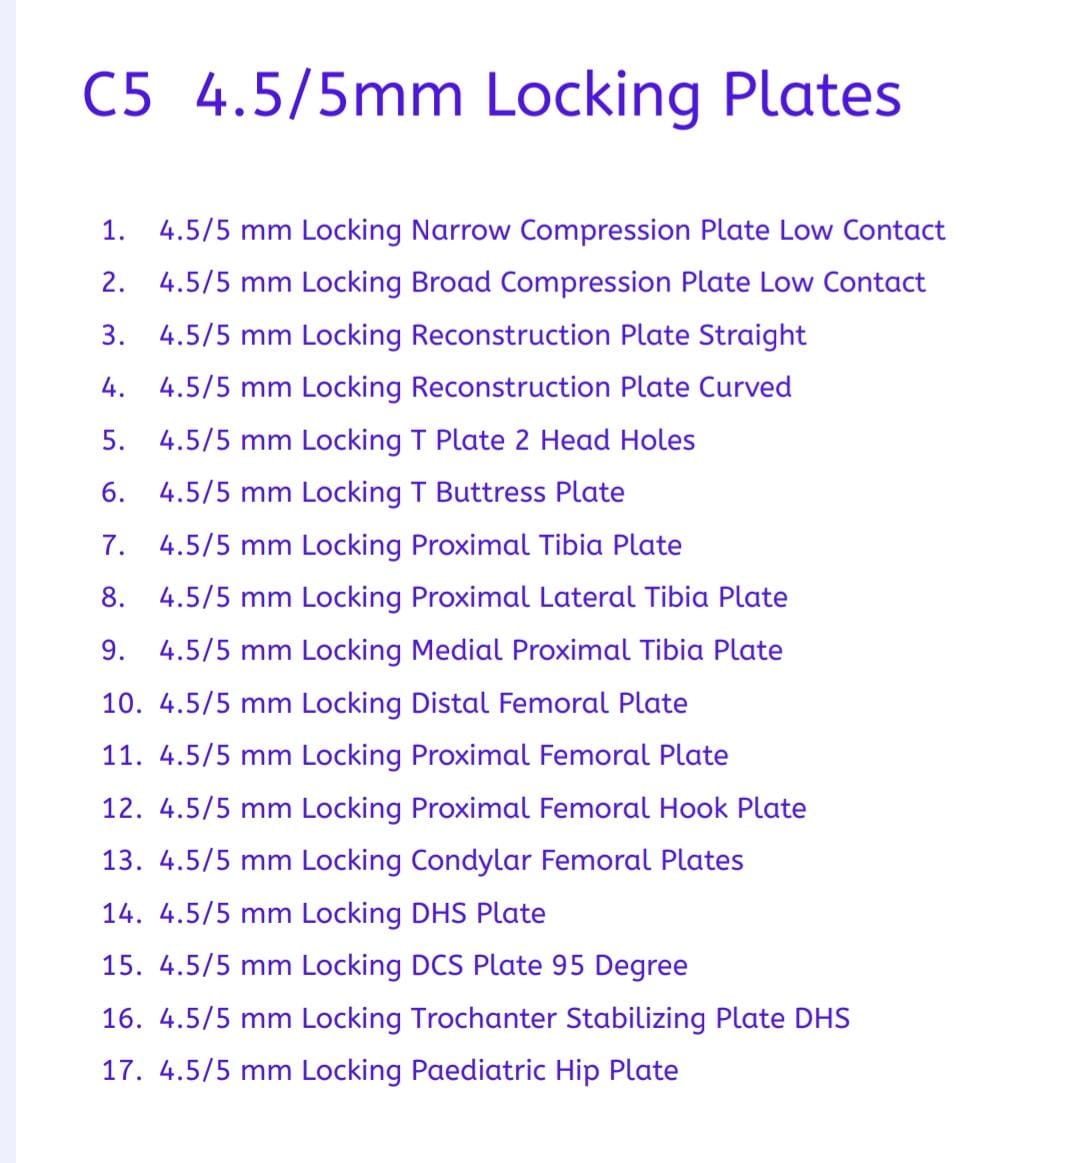 C5 4.5/5mm Locking Plates
1. 4.5/5 mm Locking Narrow Compression Plate Low Contact
2. 4.5/5 mm Locking Broad Compression Plate Low Contact
3. 4.5/5 mm Locking Reconstruction Plate Straight
4. 4.5/5 mm Locking Reconstruction Plate Curved
5. 4.5/5 mm Locking T Plate 2 Head Holes
6. 4.5/5 mm Locking T Buttress Plate
7. 4.5/5 mm Locking Proximal Tibia Plate
8. 4.5/5 mm Locking Proximal Lateral Tibia Plate
9. 4.5/5 mm Locking Medial Proximal Tibia Plate
10. 4.5/5 mm Locking Distal Femoral Plate
11. 4.5/5 mm Locking Proximal Femoral Plate
12. 4.5/5 mm Locking Proximal Femoral Hook Plate
13. 4.5/5 mm Locking Condylar Femoral Plates
14. 4.5/5 mm Locking DHS Plate
15. 4.5/5 mm Locking DCS Plate 95 Degree
16. 4.5/5 mm Locking Trochanter Stabilizing Plate DHS
17. 4.5/5 mm Locking Paediatric Hip Plate